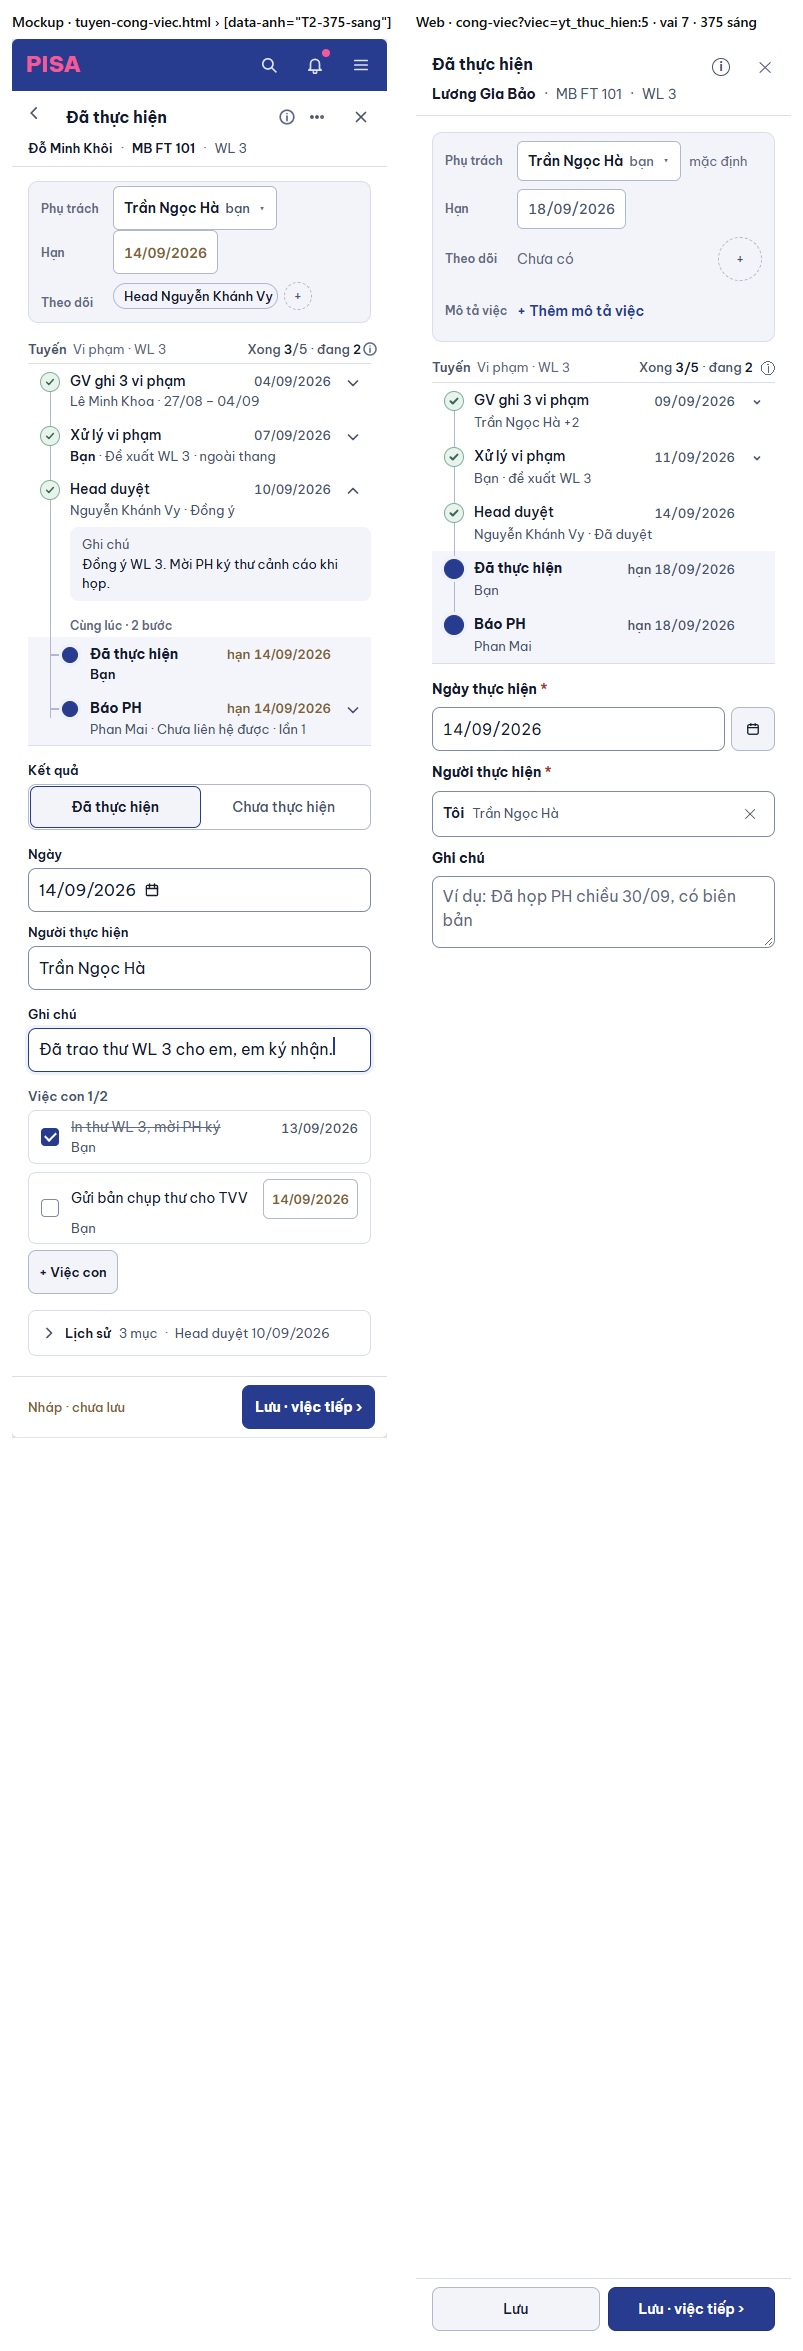 Mockup · tuyen-cong-viec.html › [data-anh="T2-375-sang"]
PISA
Đã thực hiện
Đỗ Minh Khôi · MB FT 101 · WL 3
Phụ trách Trần Ngọc Hà bạn
Hạn 14/09/2026
Theo dõi Head Nguyễn Khánh Vy +
Tuyến Vi phạm · WL 3 Xong 3/5 · đang 2
GV ghi 3 vi phạm 04/09/2026
Lê Minh Khoa · 27/08 – 04/09
Xử lý vi phạm 07/09/2026
Bạn · Đề xuất WL 3 · ngoài thang
Head duyệt 10/09/2026
Nguyễn Khánh Vy · Đồng ý
Ghi chú
Đồng ý WL 3. Mời PH ký thư cảnh cáo khi
họp.
Cùng lúc · 2 bước
Đã thực hiện hạn 14/09/2026
Bạn
Báo PH hạn 14/09/2026
Phan Mai · Chưa liên hệ được · lần 1
Kết quả
Đã thực hiện Chưa thực hiện
Ngày
14/09/2026
Người thực hiện
Trần Ngọc Hà
Ghi chú
Đã trao thư WL 3 cho em, em ký nhận.
Việc con 1/2
In thư WL 3, mời PH ký 13/09/2026
Bạn
Gửi bản chụp thư cho TVV 14/09/2026
Bạn
+ Việc con
Lịch sử 3 mục · Head duyệt 10/09/2026
Nháp · chưa lưu Lưu · việc tiếp ›
Web · cong-viec?viec=yt_thuc_hien:5 · vai 7 · 375 sáng
Đã thực hiện
Lương Gia Bảo · MB FT 101 · WL 3
Phụ trách Trần Ngọc Hà bạn mặc định
Hạn 18/09/2026
Theo dõi Chưa có +
Mô tả việc + Thêm mô tả việc
Tuyến Vi phạm · WL 3 Xong 3/5 · đang 2
GV ghi 3 vi phạm 09/09/2026
Trần Ngọc Hà +2
Xử lý vi phạm 11/09/2026
Bạn · đề xuất WL 3
Head duyệt 14/09/2026
Nguyễn Khánh Vy · Đã duyệt
Đã thực hiện hạn 18/09/2026
Bạn
Báo PH hạn 18/09/2026
Phan Mai
Ngày thực hiện *
14/09/2026
Người thực hiện *
Tôi Trần Ngọc Hà
Ghi chú
Ví dụ: Đã họp PH chiều 30/09, có biên
bản
Lưu Lưu · việc tiếp ›